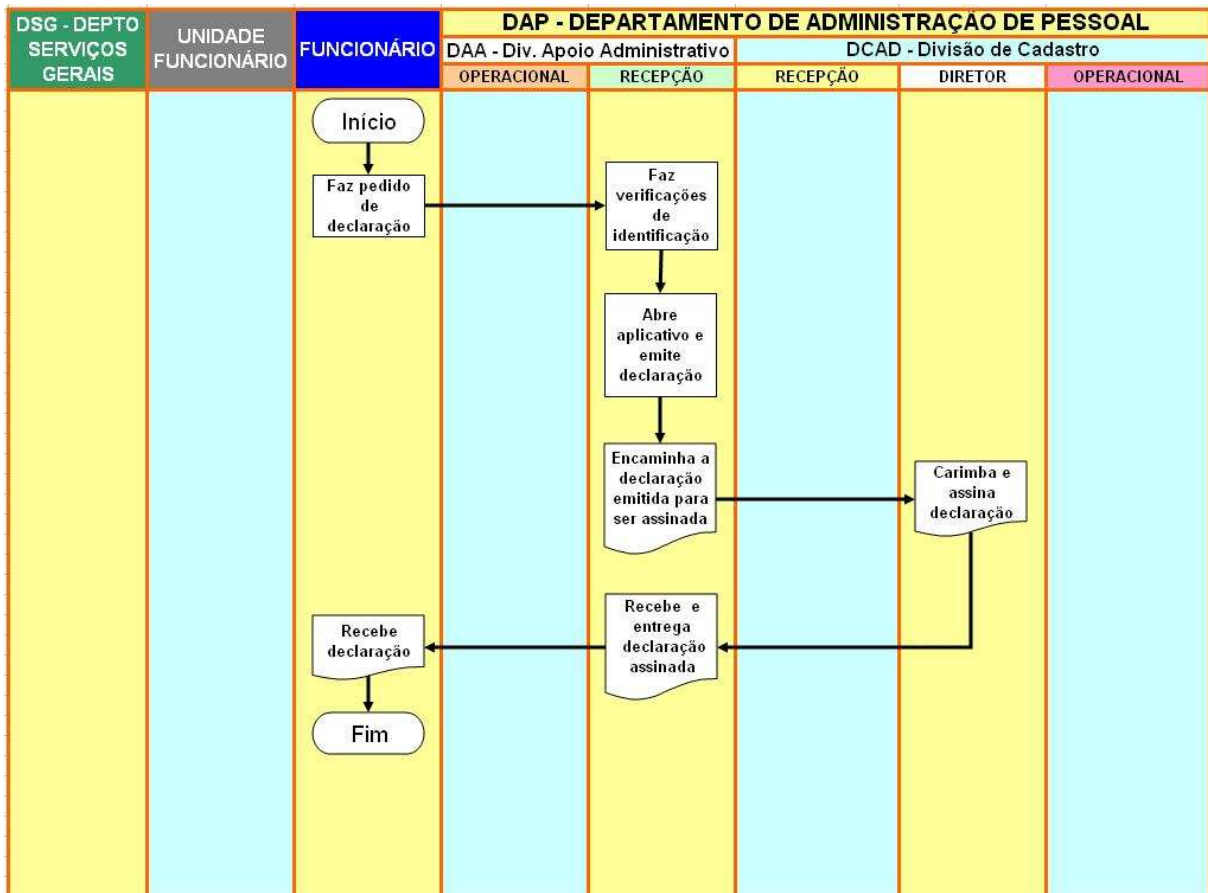 DSG - DEPTO
SERVIÇOS
GERAIS
UNIDADE
FUNCIONÁRIO
FUNCIONÁRIO
DAP - DEPARTAMENTO DE ADMINISTRAÇÃO DE PESSOAL
DAA - Div. Apoio Administrativo
DCAD - Divisão de Cadastro
OPERACIONAL
RECEPÇÃO
RECEPÇÃO
DIRETOR
OPERACIONAL
Início
Faz pedido
de
declaração
Faz
verificações
de
identificação
Abre
aplicativo e
emite
declaração
Encaminha a
declaração
emitida para
ser assinada
Carimba e
assina
declaração
Recebe e
entrega
declaração
assinada
Recebe
declaração
Fim